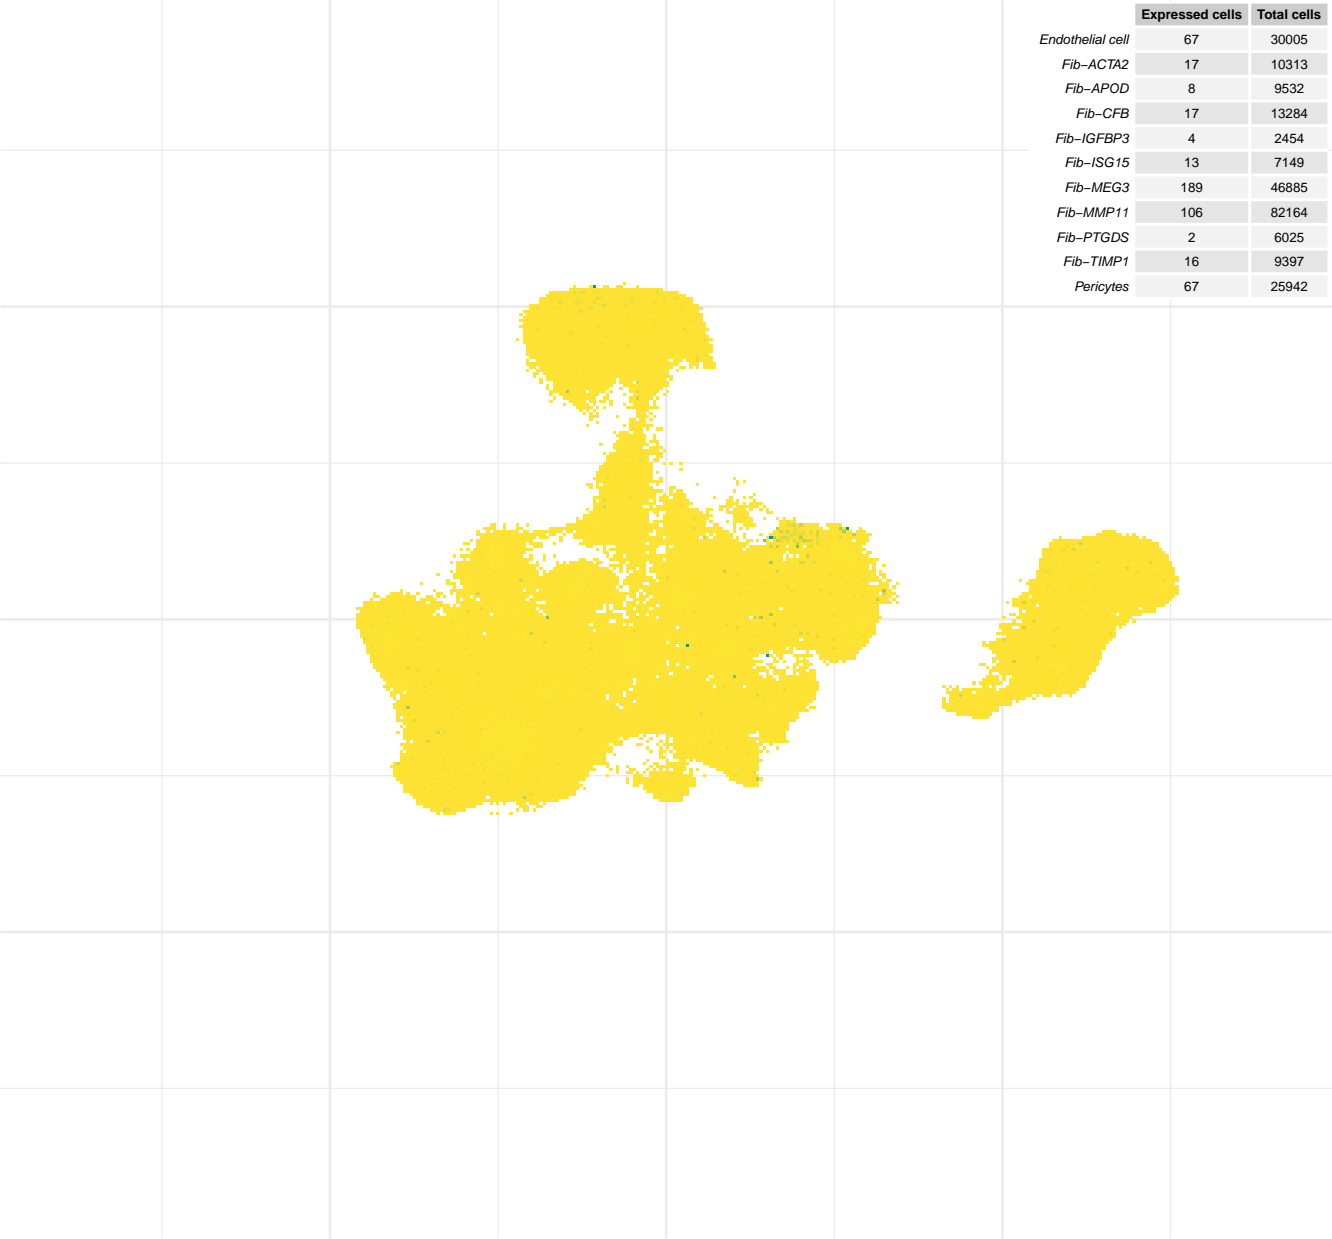 Expressed cells Total cells
Endothelial cell 67 30005
Fib−ACTA2 17 10313
Fib−APOD 8 9532
Fib−CFB 17 13284
Fib−IGFBP3 4 2454
Fib−ISG15 13 7149
Fib−MEG3 189 46885
Fib−MMP11 106 82164
Fib−PTGDS 2 6025
Fib−TIMP1 16 9397
Pericytes 67 25942